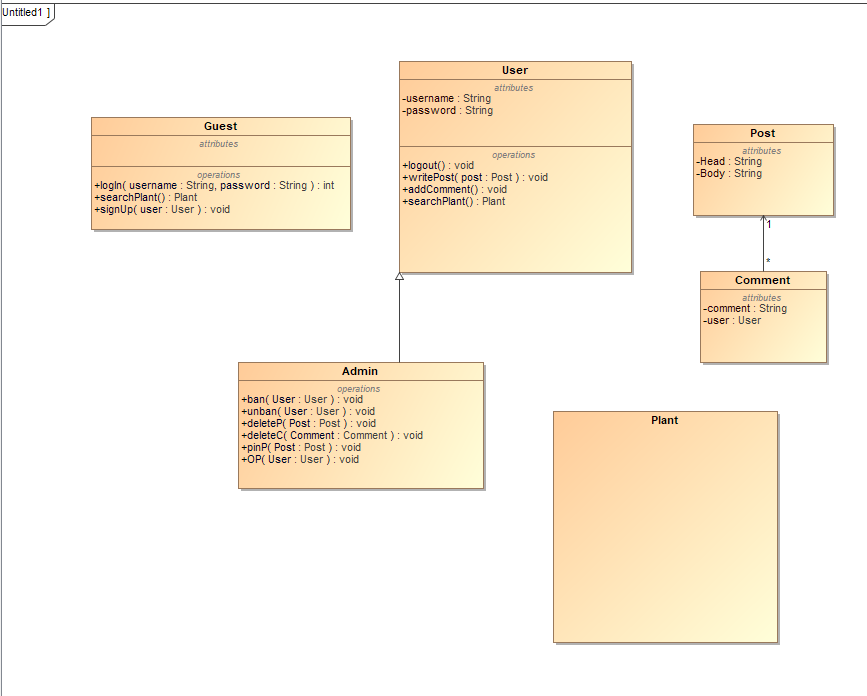 Untitled1 ]
User
attributes
-username : String
-password : String
operations
+logout() : void
+writePost( post : Post ) : void
+addComment() : void
+searchPlant() : Plant
Guest
attributes
operations
+logIn( username : String, password : String ) : int
+searchPlant() : Plant
+signUp( user : User ) : void
Post
attributes
-Head : String
-Body : String
1
*
Comment
attributes
-comment : String
-user : User
Admin
operations
+ban( User : User ) : void
+unban( User : User ) : void
+deleteP( Post : Post ) : void
+deleteC( Comment : Comment ) : void
+pinP( Post : Post ) : void
+OP( User : User ) : void
Plant